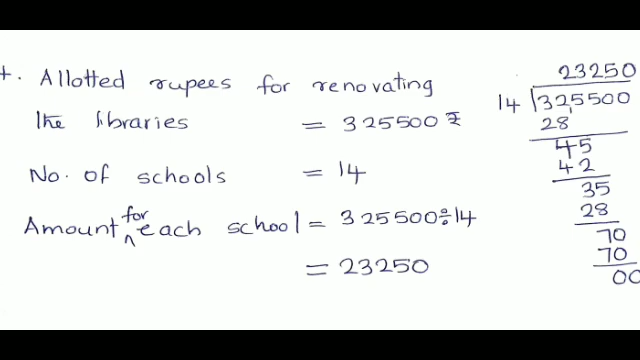 4. Allotted rupees for renovating
the libraries = 325500 ₹
No. of schools = 14
Amount for each school = 325500÷14
= 23250
23250
14 325500
28
45
42
35
28
70
70
00